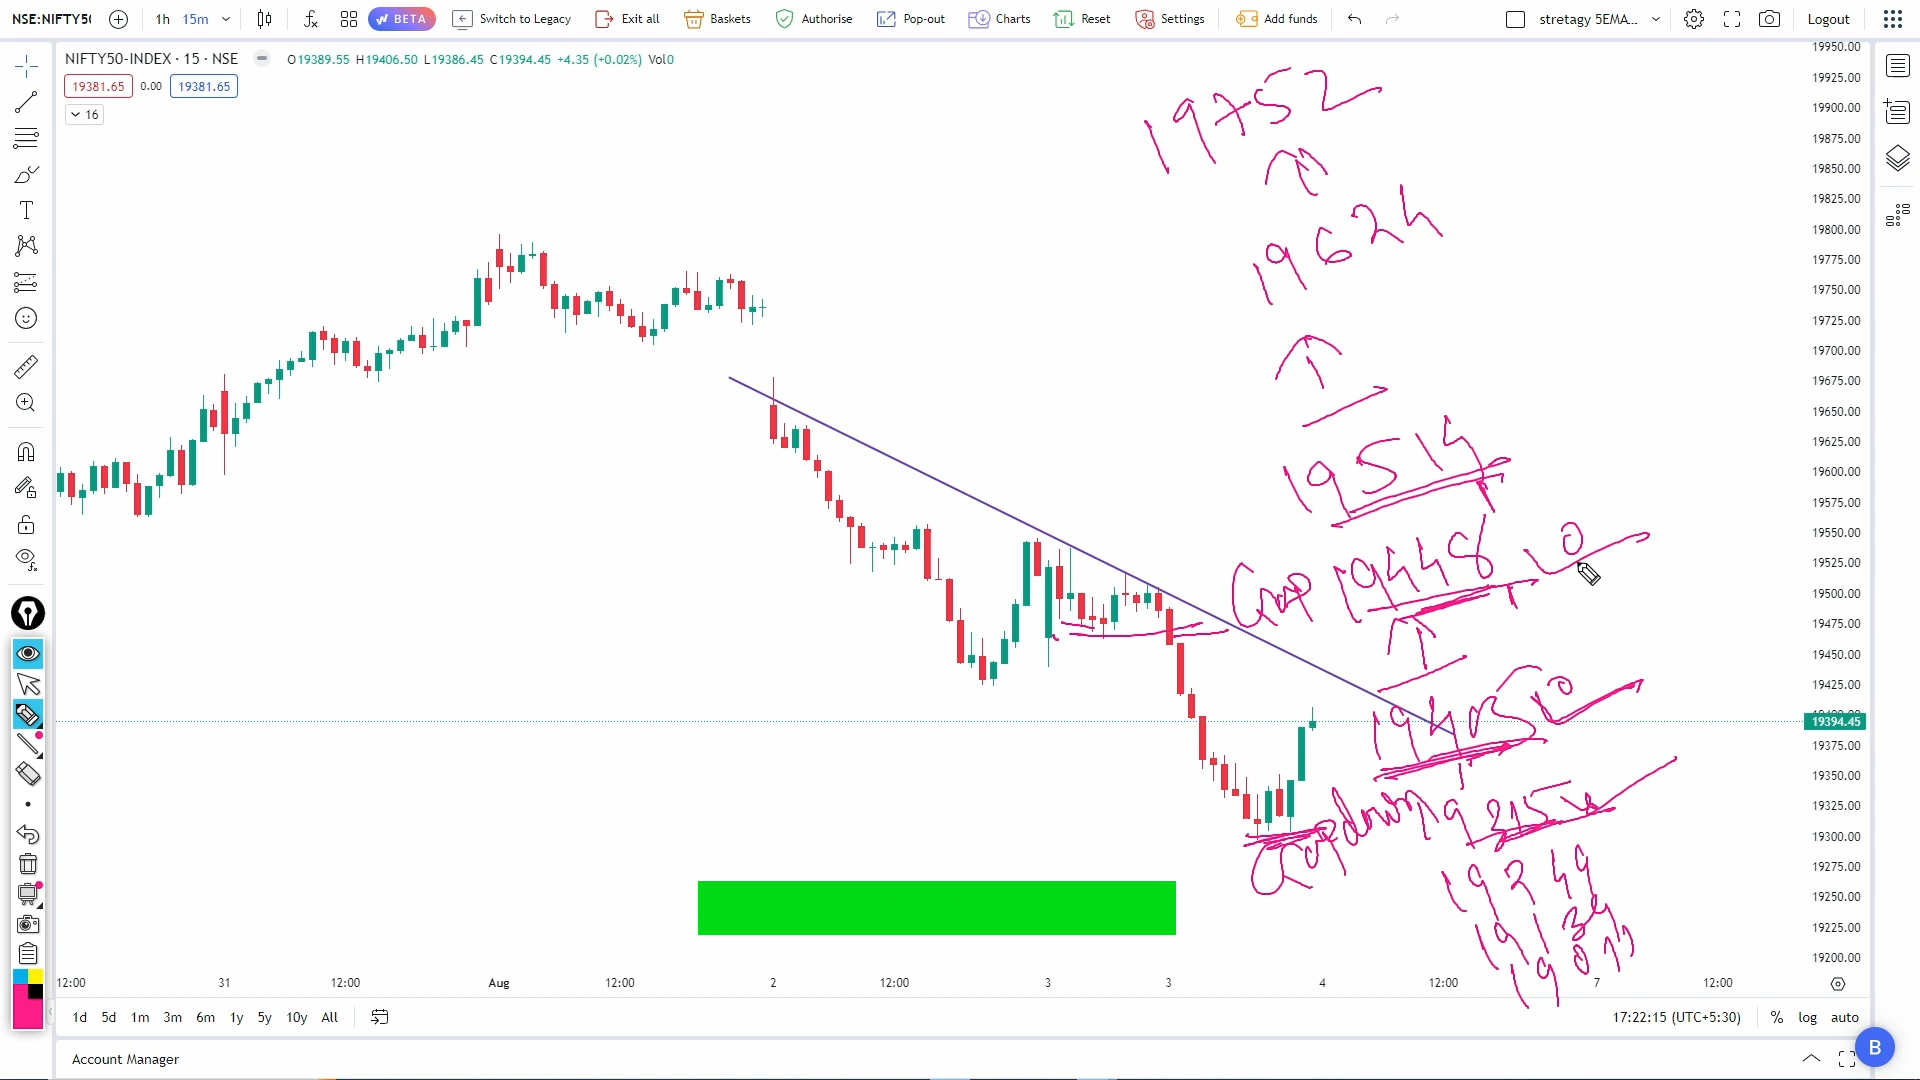 NSE:NIFTY5
1h 15m
BETA
Switch to Legacy
Exit all
Baskets
Authorise
Pop-out
Charts
Reset
Settings
Add funds
stretagy 5EMA...
Logout
NIFTY50-INDEX · 15 · NSE
O19389.55 H19406.50 L19386.45 C19394.45 +4.35 (+0.02%) Vol0
19381.65 0.00 19381.65
16
19752
19624
19514
Gap 19448
Gapdown
19950.00
19925.00
19900.00
19875.00
19850.00
19825.00
19800.00
19775.00
19750.00
19725.00
19700.00
19675.00
19650.00
19625.00
19600.00
19575.00
19550.00
19525.00
19500.00
19475.00
19450.00
19425.00
19394.45
19375.00
19350.00
19325.00
19300.00
19275.00
19250.00
19225.00
19200.00
12:00 31 12:00 Aug 12:00 2 12:00 3 3 4 12:00 7 12:00
1d 5d 1m 3m 6m 1y 5y 10y All
17:22:15 (UTC+5:30) % log auto
Account Manager
B